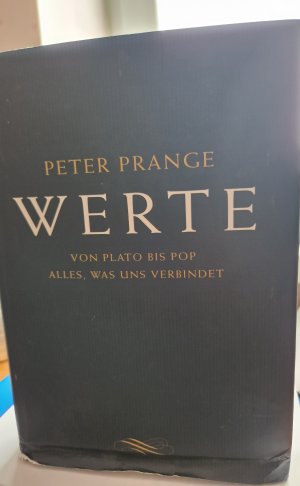 PETER PRANGE
WERTE
VON PLATO BIS POP
ALLES, WAS UNS VERBINDET